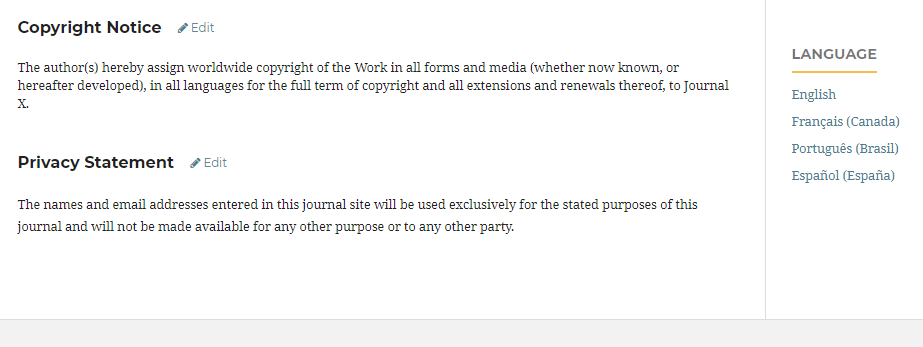 Copyright Notice Edit
The author(s) hereby assign worldwide copyright of the Work in all forms and media (whether now known, or
hereafter developed), in all languages for the full term of copyright and all extensions and renewals thereof, to Journal
X.
Privacy Statement Edit
The names and email addresses entered in this journal site will be used exclusively for the stated purposes of this
journal and will not be made available for any other purpose or to any other party.
LANGUAGE
English
Français (Canada)
Português (Brasil)
Español (España)